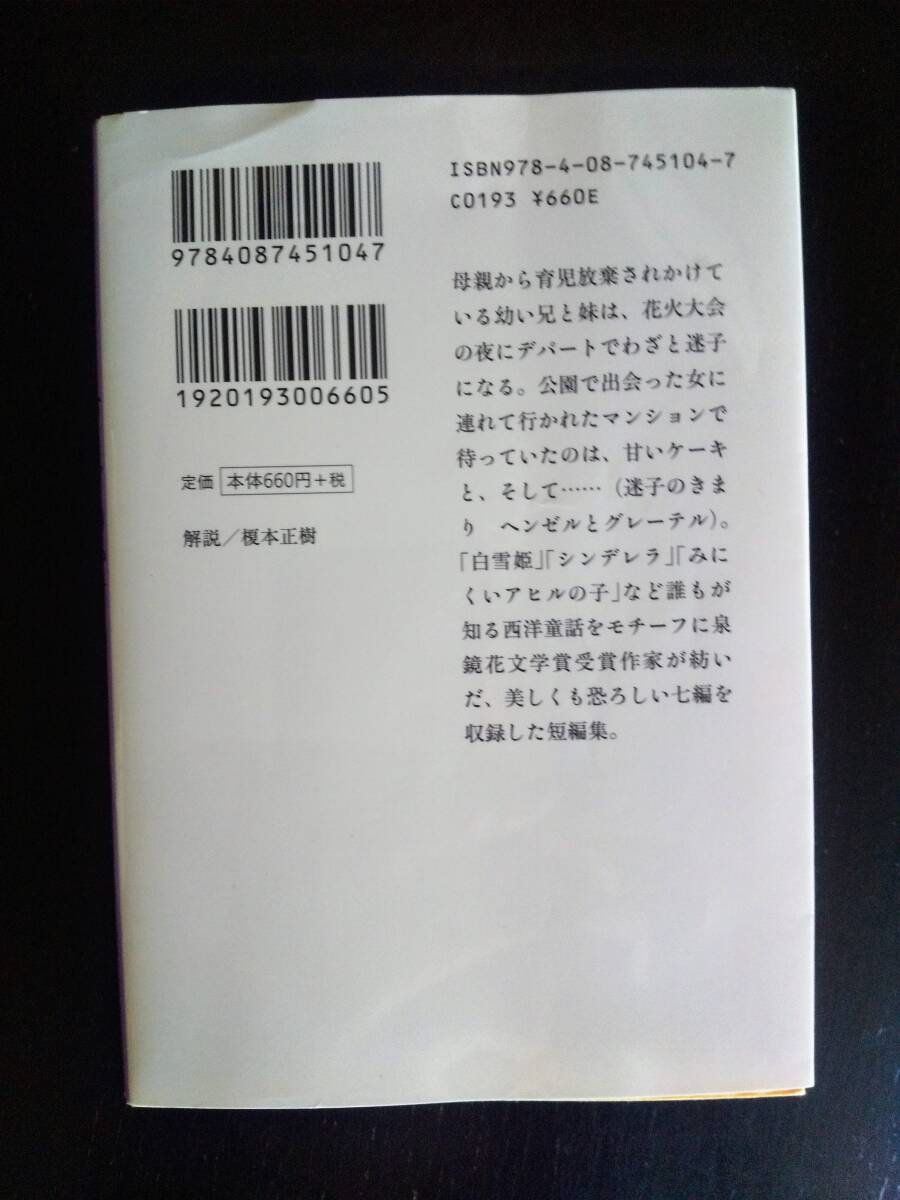 9784087451047
1920193006605
定価 本体660円+税
解説/榎本正樹
ISBN978-4-08-745104-7
C0193 ¥660E
母親から育児放棄されかけて
いる幼い兄と妹は、花火大会
の夜にデパートでわざと迷子
になる。公園で出会った女に
連れて行かれたマンションで
待っていたのは、甘いケーキ
と、そして……（迷子のきま
り　ヘンゼルとグレーテル）。
「白雪姫」「シンデレラ」「みに
くいアヒルの子」など誰もが
知る西洋童話をモチーフに泉
鏡花文学賞受賞作家が紡い
だ、美しくも恐ろしい七編を
収録した短編集。